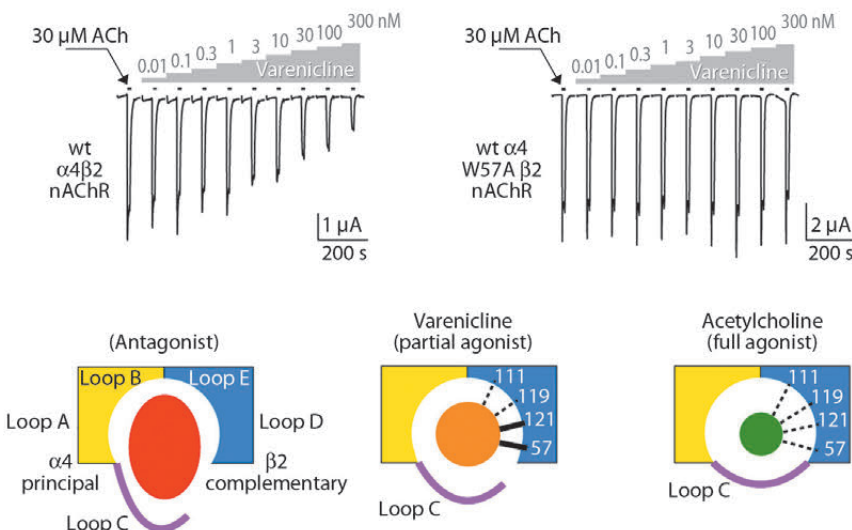 30 µM ACh
0.01 0.1 0.3 1 3 10 30 100 300 nM
Varenicline
wt
α4β2
nAChR
1 µA
200 s
30 µM ACh
0.01 0.1 0.3 1 3 10 30 100 300 nM
Varenicline
wt α4
W57A β2
nAChR
2 µA
200 s
(Antagonist)
Loop B Loop E
Loop A Loop D
α4
principal
β2
complementary
Loop C
Varenicline
(partial agonist)
111
119
121
57
Loop C
Acetylcholine
(full agonist)
111
119
121
57
Loop C